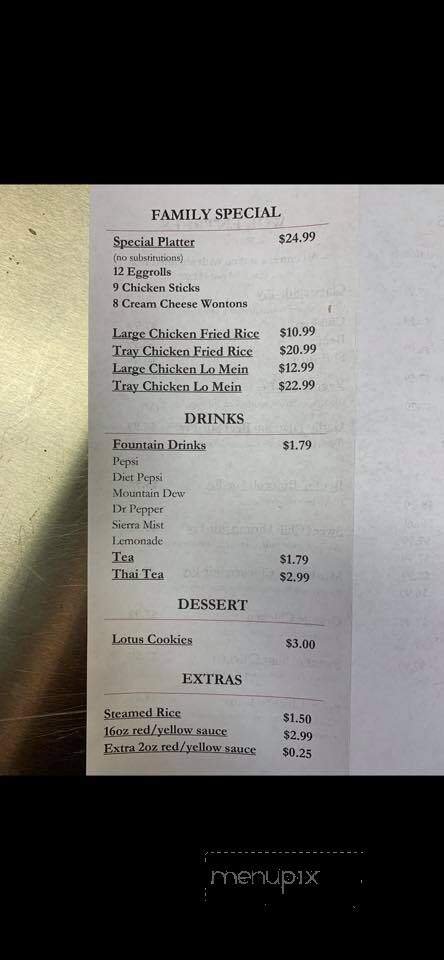 FAMILY SPECIAL
Special Platter $24.99
(no substitutions)
12 Eggrolls
9 Chicken Sticks
8 Cream Cheese Wontons
Large Chicken Fried Rice $10.99
Tray Chicken Fried Rice $20.99
Large Chicken Lo Mein $12.99
Tray Chicken Lo Mein $22.99
DRINKS
Fountain Drinks $1.79
Pepsi
Diet Pepsi
Mountain Dew
Dr Pepper
Sierra Mist
Lemonade
Tea $1.79
Thai Tea $2.99
DESSERT
Lotus Cookies $3.00
EXTRAS
Steamed Rice $1.50
16oz red/yellow sauce $2.99
Extra 2oz red/yellow sauce $0.25
menupix